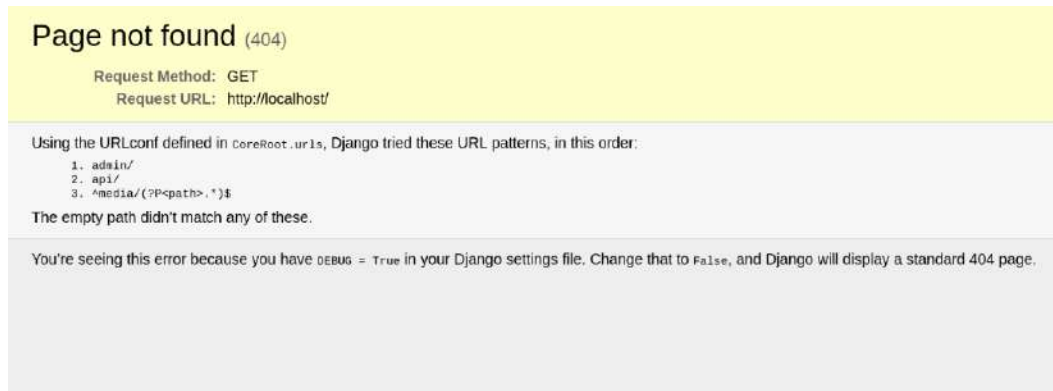 Page not found (404)
Request Method: GET
Request URL: http://localhost/
Using the URLconf defined in CoreRoot.urls, Django tried these URL patterns, in this order:
1. admin/
2. api/
3. ^media/(?P<path>.*)$
The empty path didn't match any of these.
You're seeing this error because you have DEBUG = True in your Django settings file. Change that to False, and Django will display a standard 404 page.